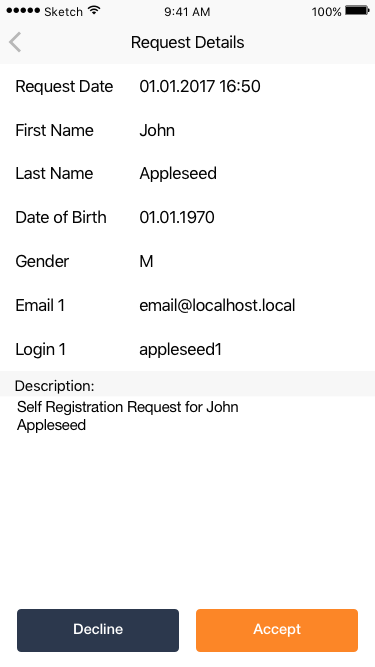 Sketch 9:41 AM 100%
Request Details
Request Date 01.01.2017 16:50
First Name John
Last Name Appleseed
Date of Birth 01.01.1970
Gender M
Email 1 email@localhost.local
Login 1 appleseed1
Description:
Self Registration Request for John
Appleseed
Decline Accept